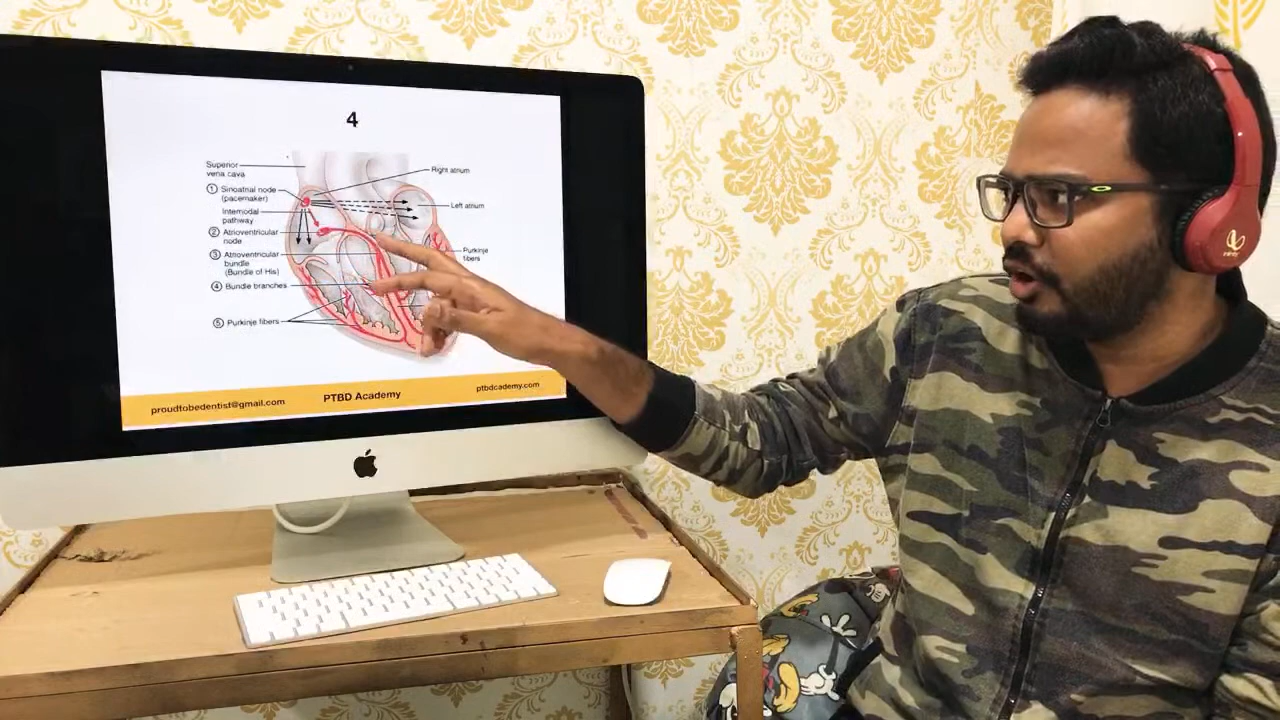 4
Superior
vena cava
Right atrium
① Sinoatrial node
(pacemaker)
Left atrium
Internodal
pathway
② Atrioventricular
node
③ Atrioventricular
bundle
(Bundle of His)
Purkinje
fibers
④ Bundle branches
⑤ Purkinje fibers
proudtobedentist@gmail.com
PTBD Academy
ptbdcademy.com